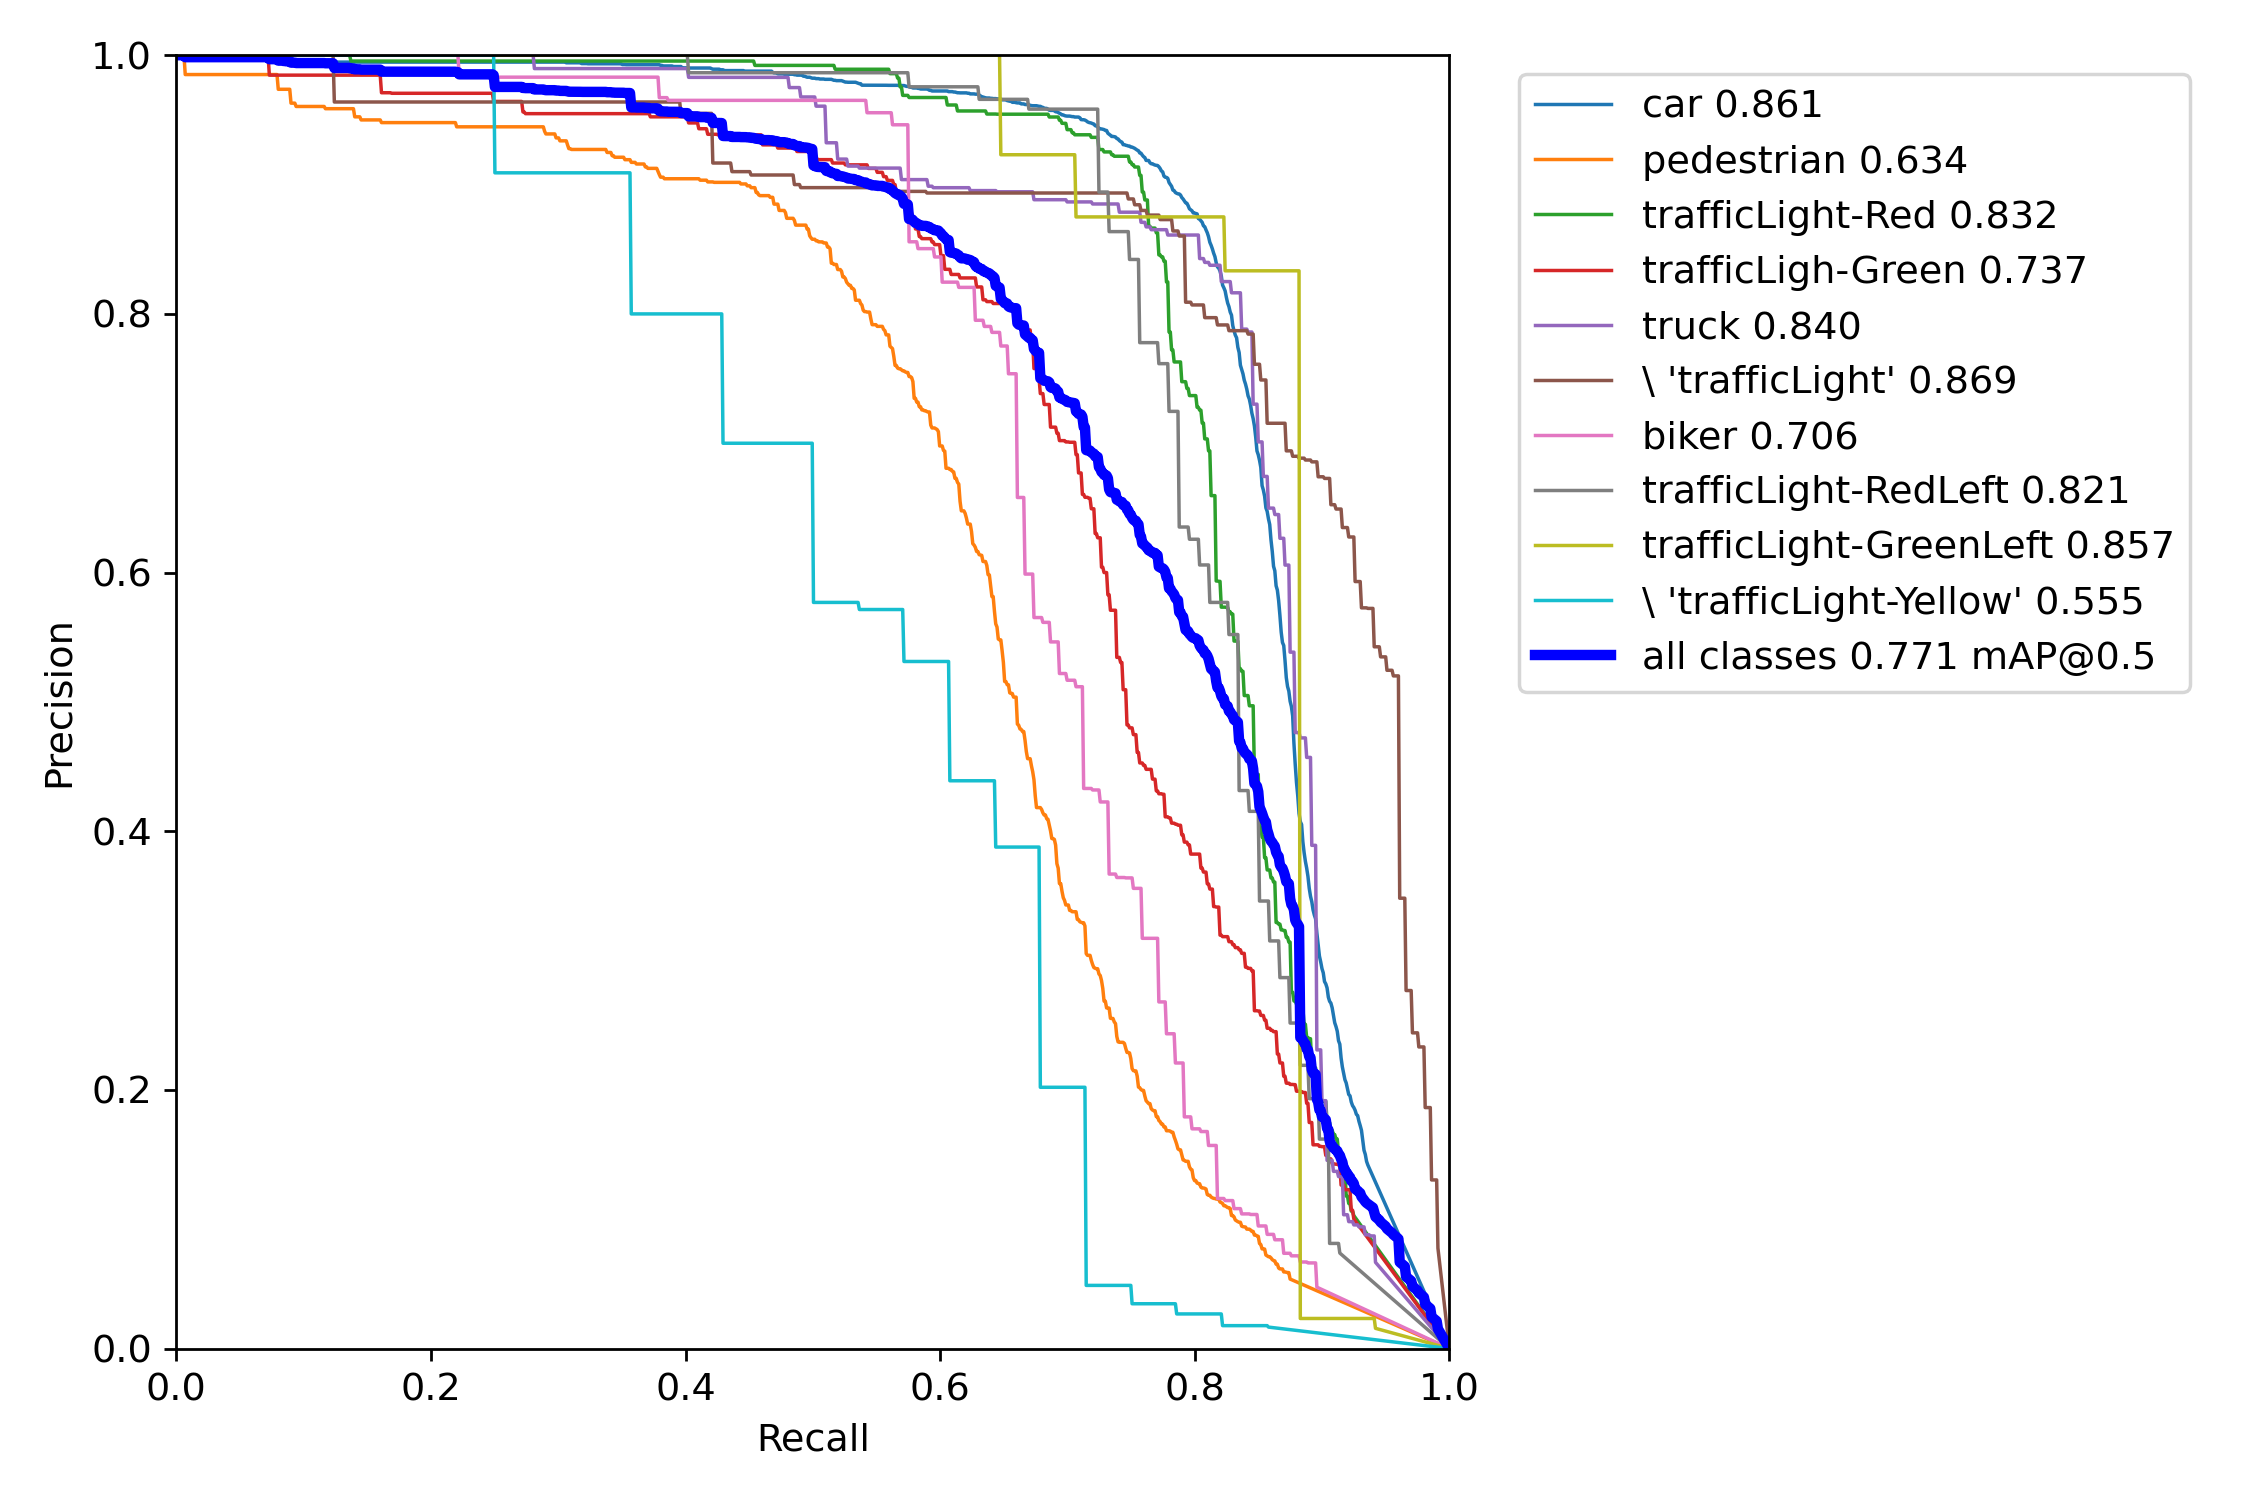 1.0
0.8
0.6
0.4
0.2
0.0
Precision
0.0 0.2 0.4 0.6 0.8 1.0
Recall
car 0.861
pedestrian 0.634
trafficLight-Red 0.832
trafficLigh-Green 0.737
truck 0.840
\ 'trafficLight' 0.869
biker 0.706
trafficLight-RedLeft 0.821
trafficLight-GreenLeft 0.857
\ 'trafficLight-Yellow' 0.555
all classes 0.771 mAP@0.5